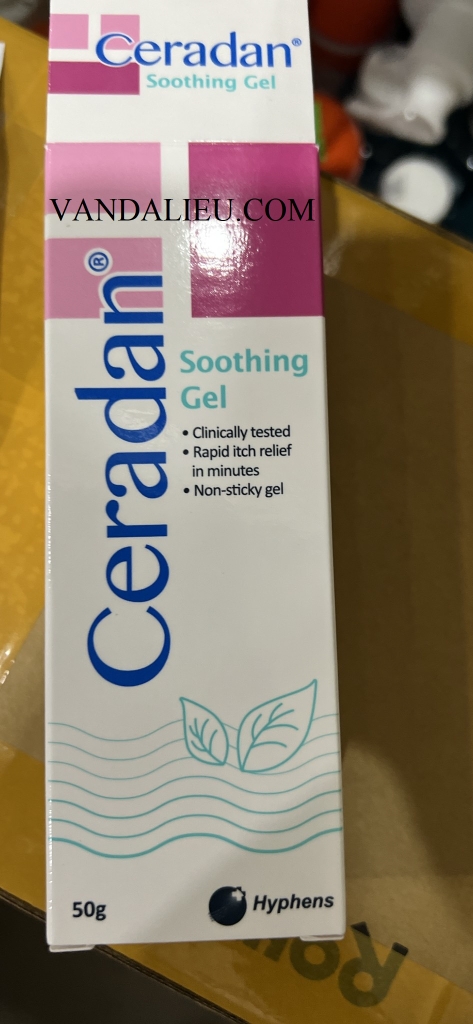 Ceradan®
Soothing Gel
VANDALIEU.COM
Ceradan®
Soothing
Gel
• Clinically tested
• Rapid itch relief
in minutes
• Non-sticky gel
50g
Hyphens